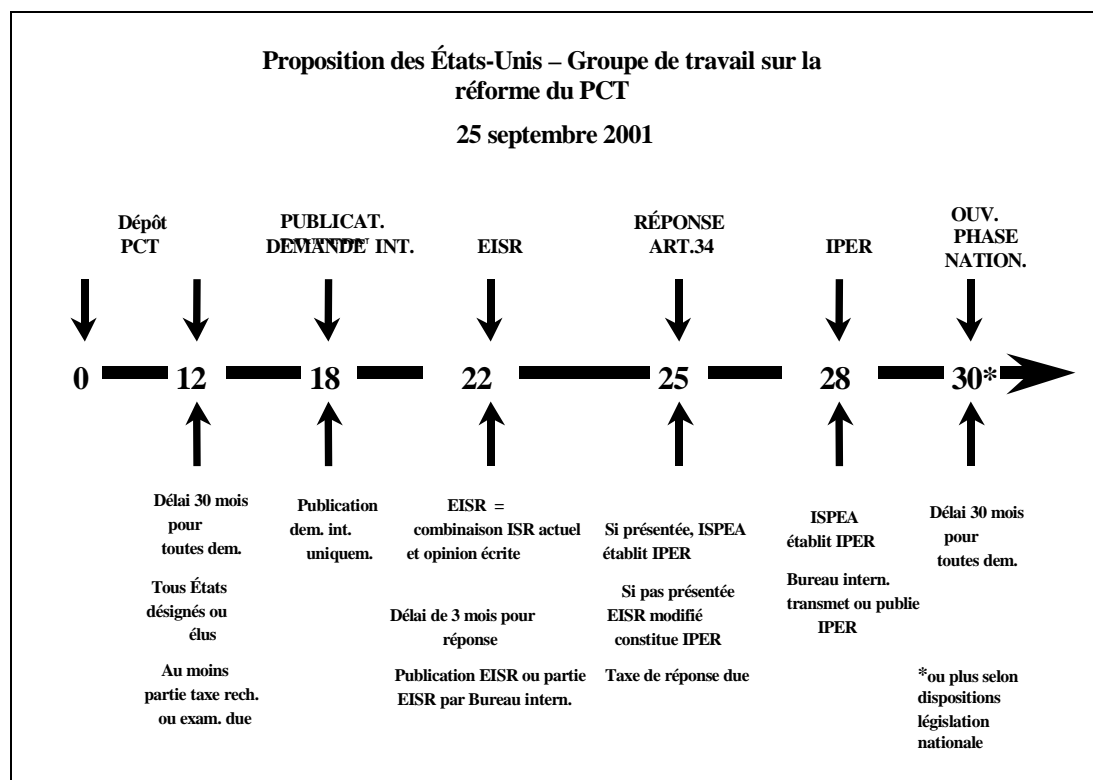 Proposition des États-Unis – Groupe de travail sur la
réforme du PCT
25 septembre 2001
Dépôt
PCT
PUBLICAT.
DEMANDE INT.
EISR
RÉPONSE
ART.34
IPER
OUV.
PHASE
NATION.
0
12
18
22
25
28
30*
Délai 30 mois
pour
toutes dem.
Tous États
désignés ou
élus
Au moins
partie taxe rech.
ou exam. due
Publication
dem. int.
uniquem.
EISR =
combinaison ISR actuel
et opinion écrite
Délai de 3 mois pour
réponse
Publication EISR ou partie
EISR par Bureau intern.
Si présentée, ISPEA
établit IPER
Si pas présentée
EISR modifié
constitue IPER
Taxe de réponse due
ISPEA
établit IPER
Bureau intern.
transmet ou publie
IPER
Délai 30 mois
pour
toutes dem.
*ou plus selon
dispositions
législation
nationale